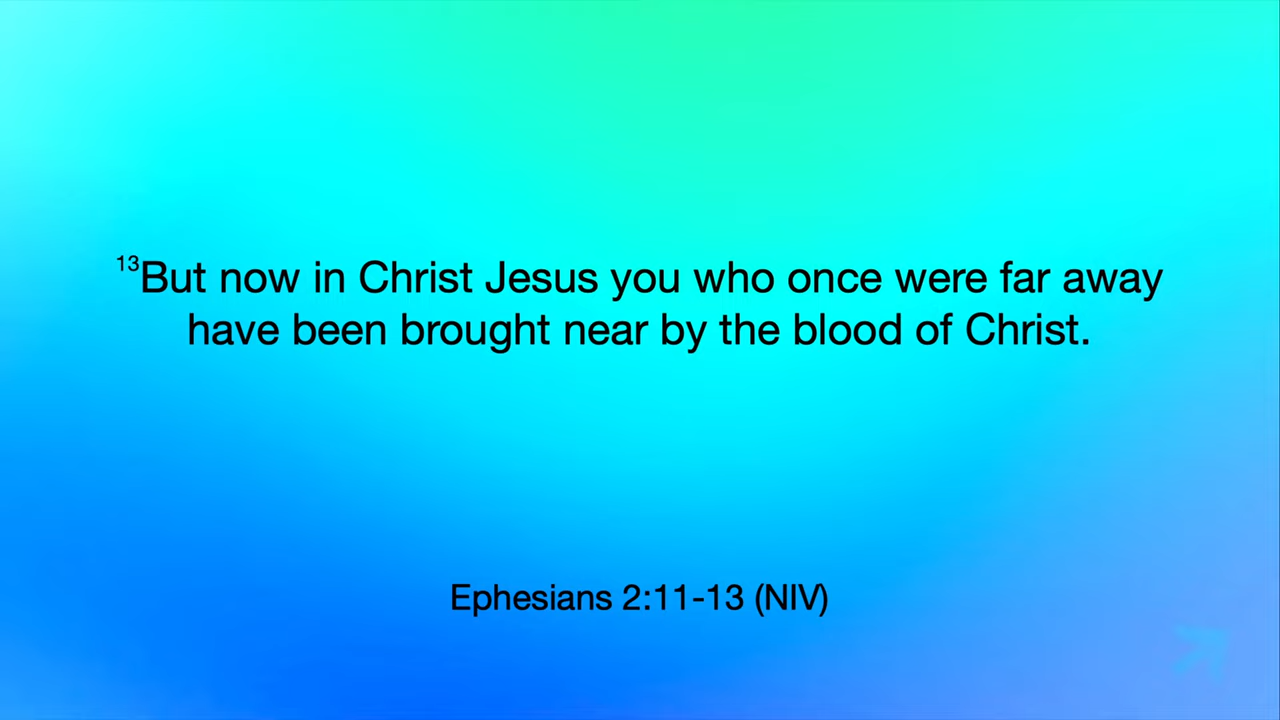 ¹³But now in Christ Jesus you who once were far away
have been brought near by the blood of Christ.
Ephesians 2:11-13 (NIV)